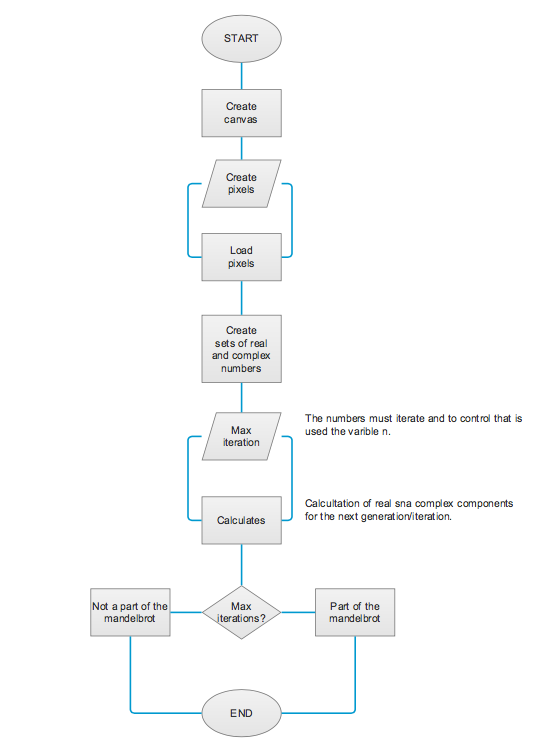 START
Create
canvas
Create
pixels
Load
pixels
Create
sets of real
and complex
numbers
Max
iteration
The numbers must iterate and to control that is
used the varible n.
Calculates
Calcultation of real sna complex components
for the next generation/iteration.
Not a part of the
mandelbrot
Max
iterations?
Part of the
mandelbrot
END